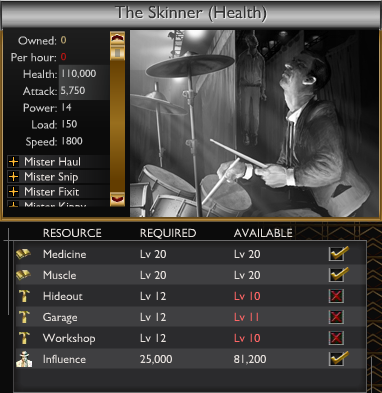 The Skinner (Health)
Owned: 0
Per hour: 0
Health: 110,000
Attack: 5,750
Power: 14
Load: 150
Speed: 1800
Mister Haul
Mister Snip
Mister Fixit
Mister Kinny
RESOURCE REQUIRED AVAILABLE
Medicine Lv 20 Lv 20
Muscle Lv 20 Lv 20
Hideout Lv 12 Lv 10
Garage Lv 12 Lv 11
Workshop Lv 12 Lv 10
Influence 25,000 81,200